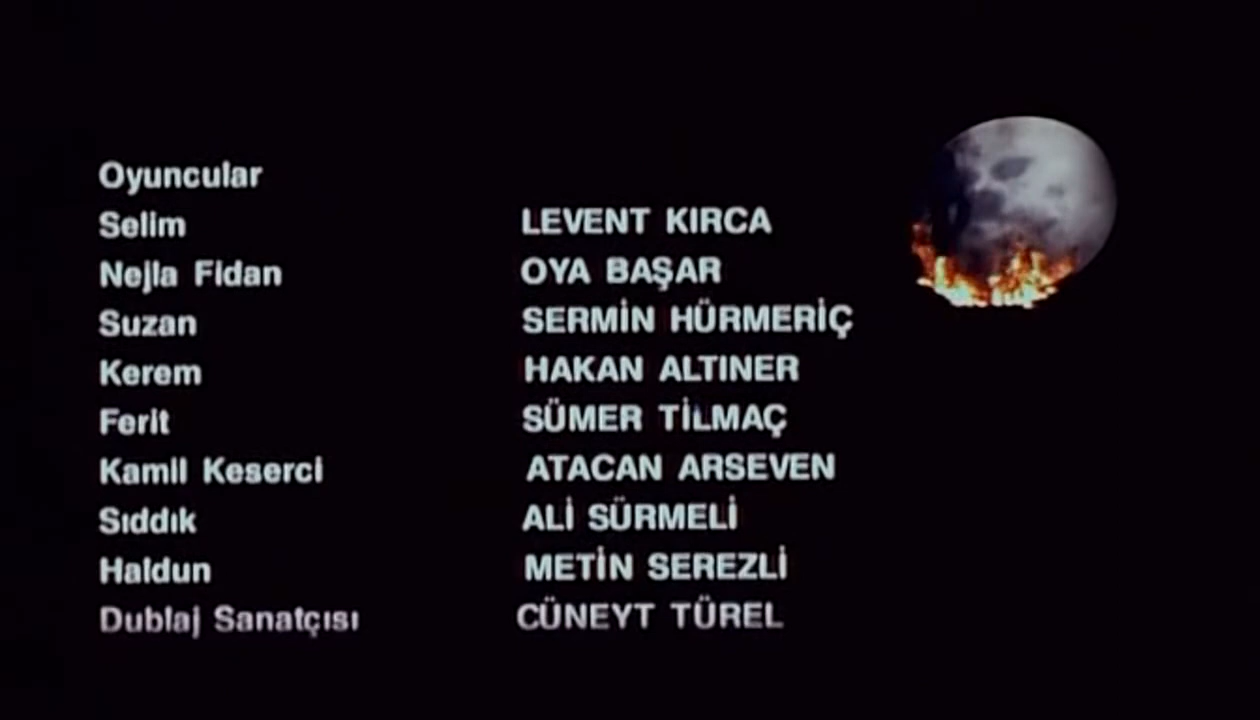 Oyuncular
Selim LEVENT KIRCA
Nejla Fidan OYA BAŞAR
Suzan SERMİN HÜRMERİÇ
Kerem HAKAN ALTINER
Ferit SÜMER TİLMAÇ
Kamil Keserci ATACAN ARSEVEN
Sıddık ALİ SÜRMELİ
Haldun METİN SEREZLİ
Dublaj Sanatçısı CÜNEYT TÜREL